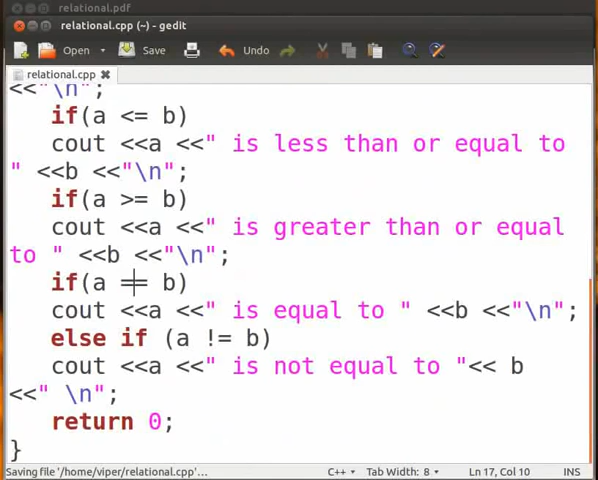 relational.pdf
relational.cpp (~) - gedit
Open Save Undo
relational.cpp
<<"\n";
if(a <= b)
cout <<a <<" is less than or equal to
" <<b <<"\n";
if(a >= b)
cout <<a <<" is greater than or equal
to " <<b <<"\n";
if(a == b)
cout <<a <<" is equal to " <<b <<"\n";
else if (a != b)
cout <<a <<" is not equal to "<< b
<<" \n";
return 0;
}
Saving file '/home/viper/relational.cpp'... C++ Tab Width: 8 Ln 17, Col 10 INS